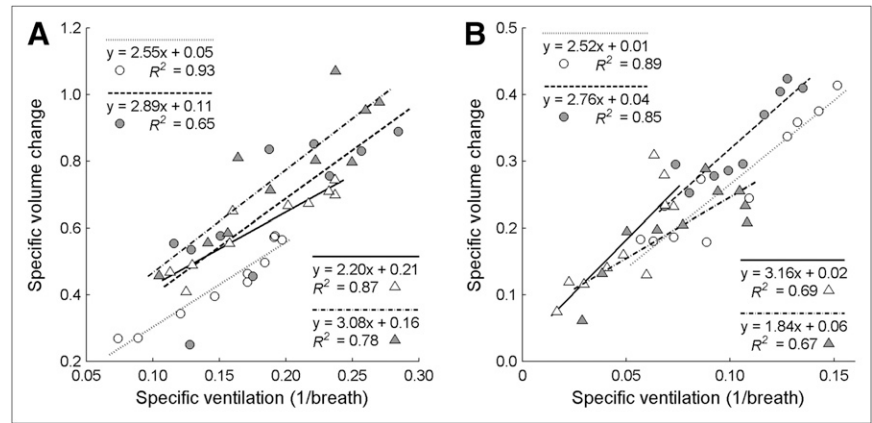 A
1.2
1.0
0.8
0.6
0.4
0.2
0.05
0.10
0.15
0.20
0.25
0.30
Specific volume change
Specific ventilation (1/breath)
y = 2.55x + 0.05
R² = 0.93
y = 2.89x + 0.11
R² = 0.65
y = 2.20x + 0.21
R² = 0.87
y = 3.08x + 0.16
R² = 0.78
B
0.5
0.4
0.3
0.2
0.1
0.0
0
0.05
0.10
0.15
Specific volume change
Specific ventilation (1/breath)
y = 2.52x + 0.01
R² = 0.89
y = 2.76x + 0.04
R² = 0.85
y = 3.16x + 0.02
R² = 0.69
y = 1.84x + 0.06
R² = 0.67